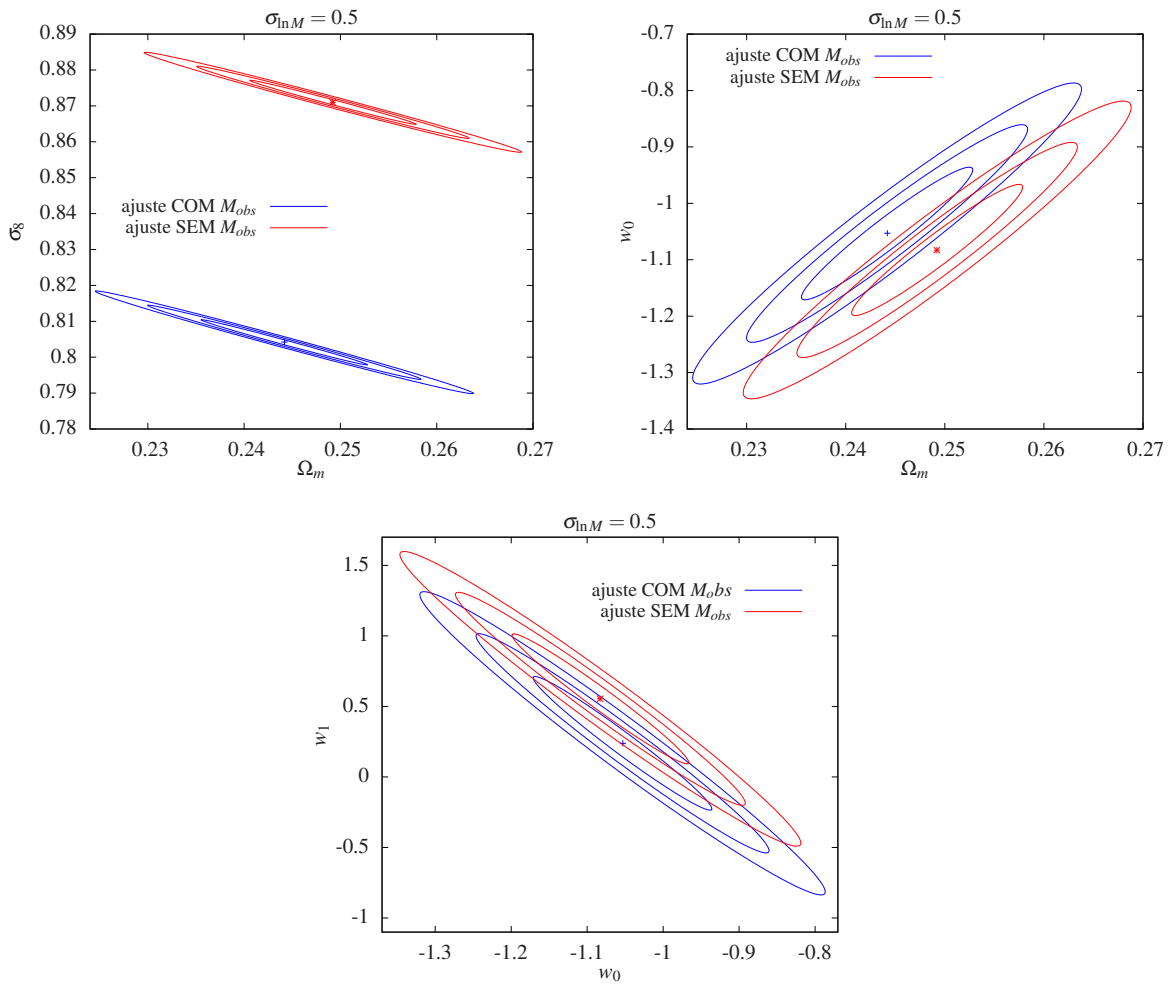 σ_ln M = 0.5
0.89
0.88
0.87
0.86
0.85
0.84
0.83
0.82
0.81
0.8
0.79
0.78
σ8
ajuste COM M_obs
ajuste SEM M_obs
0.23 0.24 0.25 0.26 0.27
Ω_m
σ_ln M = 0.5
-0.7
-0.8
-0.9
-1
-1.1
-1.2
-1.3
-1.4
w_0
ajuste COM M_obs
ajuste SEM M_obs
0.23 0.24 0.25 0.26 0.27
Ω_m
σ_ln M = 0.5
1.5
1
0.5
0
-0.5
-1
w_1
ajuste COM M_obs
ajuste SEM M_obs
-1.3 -1.2 -1.1 -1 -0.9 -0.8
w_0